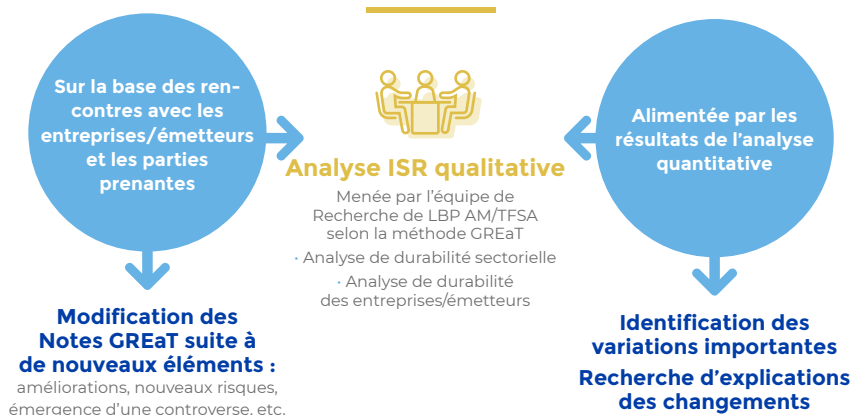 Sur la base des ren-
contres avec les
entreprises/émetteurs
et les parties
prenantes
Modification des
Notes GREaT suite à
de nouveaux éléments :
améliorations, nouveaux risques,
émergence d'une controverse, etc.
Analyse ISR qualitative
Menée par l'équipe de
Recherche de LBP AM/TFSA
selon la méthode GREaT
· Analyse de durabilité sectorielle
· Analyse de durabilité
des entreprises/émetteurs
Alimentée par les
résultats de l'analyse
quantitative
Identification des
variations importantes
Recherche d'explications
des changements